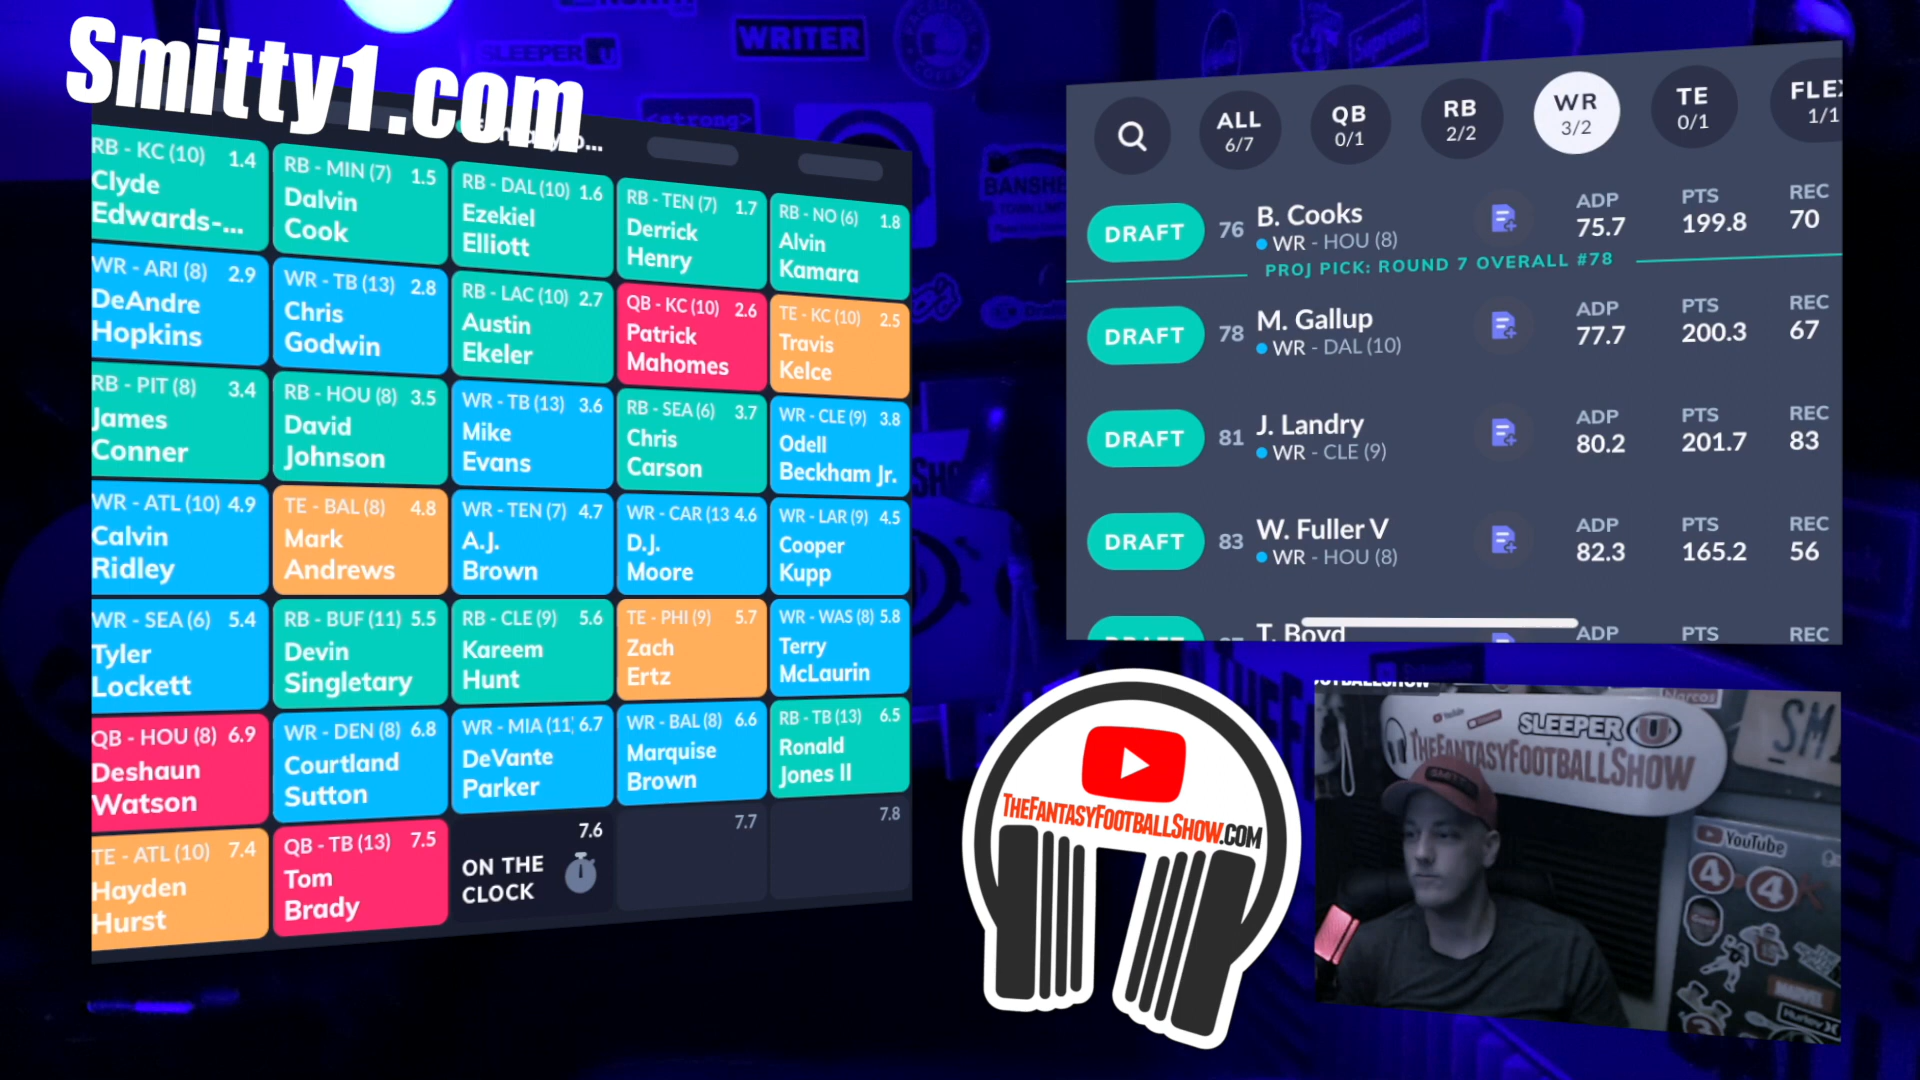 Smitty1.com
RB - KC (10) 1.4
Clyde
Edwards-...
RB - MIN (7) 1.5
Dalvin
Cook
RB - DAL (10) 1.6
Ezekiel
Elliott
RB - TEN (7) 1.7
Derrick
Henry
RB - NO (6) 1.8
Alvin
Kamara
WR - ARI (8) 2.9
DeAndre
Hopkins
WR - TB (13) 2.8
Chris
Godwin
RB - LAC (10) 2.7
Austin
Ekeler
QB - KC (10) 2.6
Patrick
Mahomes
TE - KC (10) 2.5
Travis
Kelce
RB - PIT (8) 3.4
James
Conner
RB - HOU (8) 3.5
David
Johnson
WR - TB (13) 3.6
Mike
Evans
RB - SEA (6) 3.7
Chris
Carson
WR - CLE (9) 3.8
Odell
Beckham Jr.
WR - ATL (10) 4.9
Calvin
Ridley
TE - BAL (8) 4.8
Mark
Andrews
WR - TEN (7) 4.7
A.J.
Brown
WR - CAR (13 4.6
D.J.
Moore
WR - LAR (9) 4.5
Cooper
Kupp
WR - SEA (6) 5.4
Tyler
Lockett
RB - BUF (11) 5.5
Devin
Singletary
RB - CLE (9) 5.6
Kareem
Hunt
TE - PHI (9) 5.7
Zach
Ertz
WR - WAS (8) 5.8
Terry
McLaurin
QB - HOU (8) 6.9
Deshaun
Watson
WR - DEN (8) 6.8
Courtland
Sutton
WR - MIA (11) 6.7
DeVante
Parker
WR - BAL (8) 6.6
Marquise
Brown
RB - TB (13) 6.5
Ronald
Jones II
TE - ATL (10) 7.4
Hayden
Hurst
QB - TB (13) 7.5
Tom
Brady
7.6
ON THE
CLOCK
7.7
7.8
ALL
6/7
QB
0/1
RB
2/2
WR
3/2
TE
0/1
FLEX
1/1
DRAFT 76 B. Cooks ADP PTS REC
WR - HOU (8) 75.7 199.8 70
PROJ PICK: ROUND 7 OVERALL #78
DRAFT 78 M. Gallup ADP PTS REC
WR - DAL (10) 77.7 200.3 67
DRAFT 81 J. Landry ADP PTS REC
WR - CLE (9) 80.2 201.7 83
DRAFT 83 W. Fuller V ADP PTS REC
WR - HOU (8) 82.3 165.2 56
T. Boyd ADP PTS REC
THEFANTASYFOOTBALLSHOW.COM
SLEEPER U
THEFANTASYFOOTBALLSHOW
YouTube
4 4
MARVEL
Hurley
Narcos
SLEEPER U
WRITER
<strong>
Supreme
BANSHEE